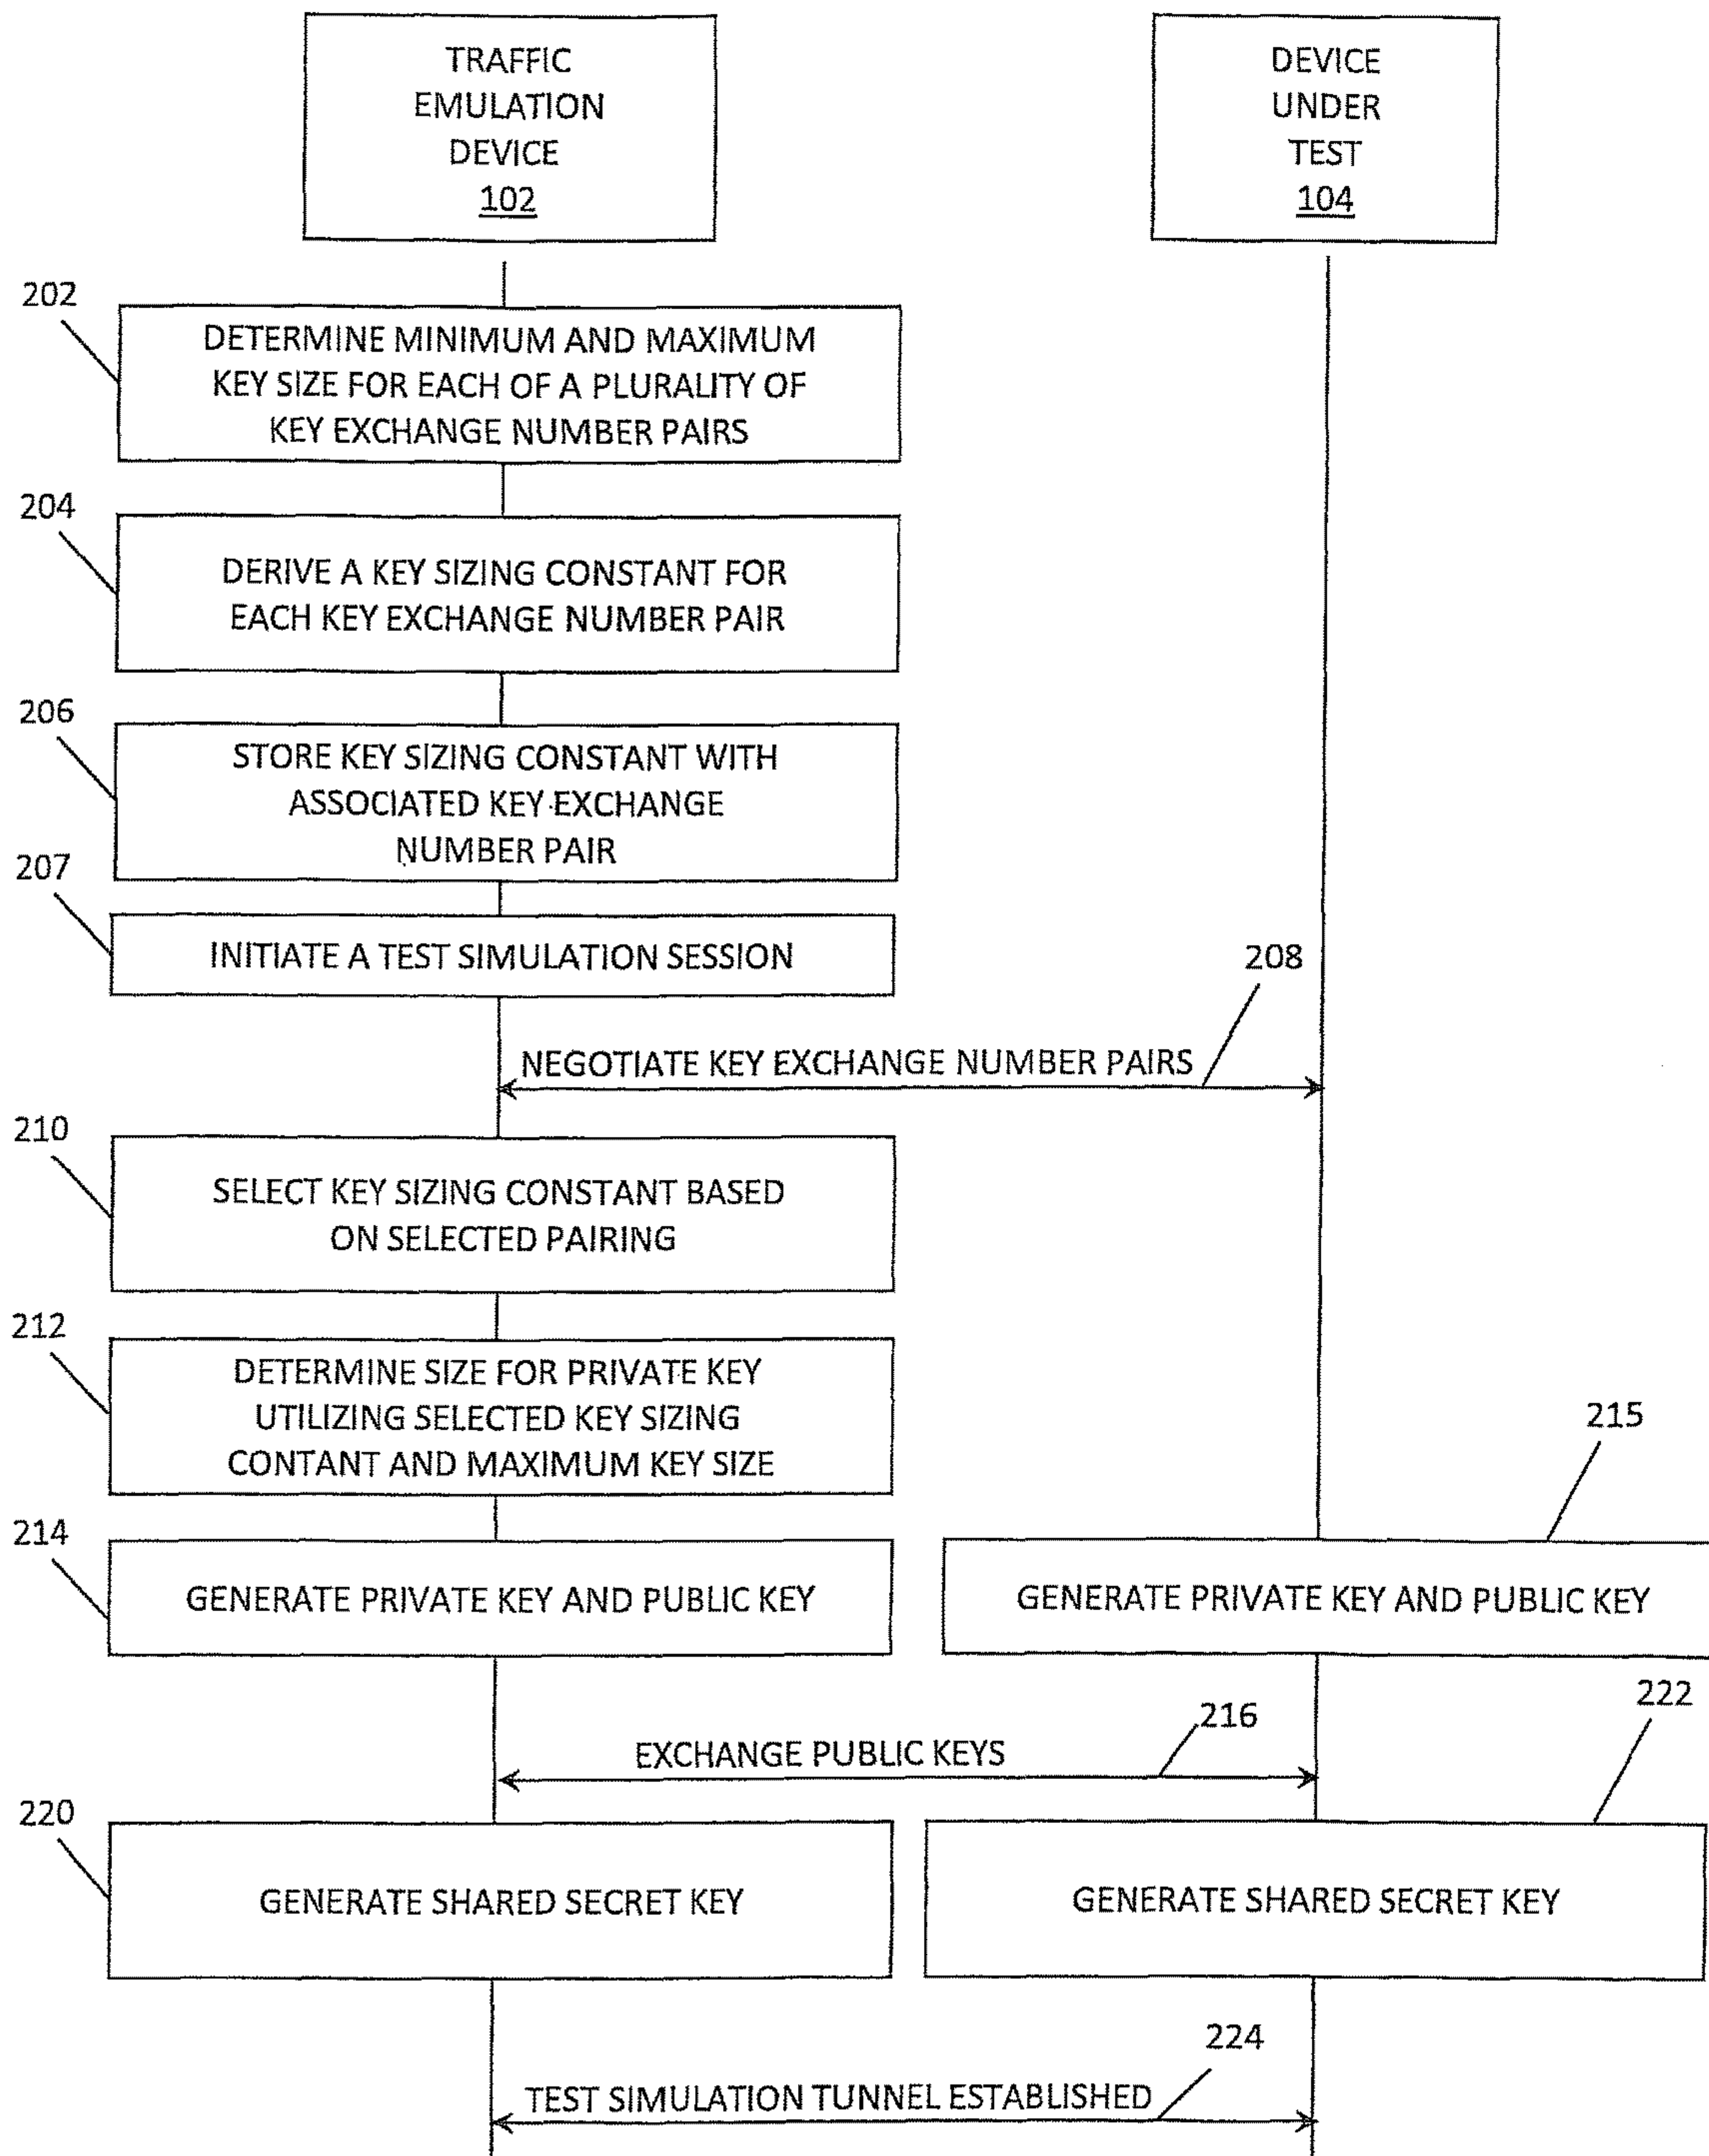 TRAFFIC
EMULATION
DEVICE
102
DEVICE
UNDER
TEST
104
202
DETERMINE MINIMUM AND MAXIMUM
KEY SIZE FOR EACH OF A PLURALITY OF
KEY EXCHANGE NUMBER PAIRS
204
DERIVE A KEY SIZING CONSTANT FOR
EACH KEY EXCHANGE NUMBER PAIR
206
STORE KEY SIZING CONSTANT WITH
ASSOCIATED KEY EXCHANGE
NUMBER PAIR
207
INITIATE A TEST SIMULATION SESSION
208
NEGOTIATE KEY EXCHANGE NUMBER PAIRS
210
SELECT KEY SIZING CONSTANT BASED
ON SELECTED PAIRING
212
DETERMINE SIZE FOR PRIVATE KEY
UTILIZING SELECTED KEY SIZING
CONTANT AND MAXIMUM KEY SIZE
214
GENERATE PRIVATE KEY AND PUBLIC KEY
215
GENERATE PRIVATE KEY AND PUBLIC KEY
216
EXCHANGE PUBLIC KEYS
220
GENERATE SHARED SECRET KEY
222
GENERATE SHARED SECRET KEY
224
TEST SIMULATION TUNNEL ESTABLISHED